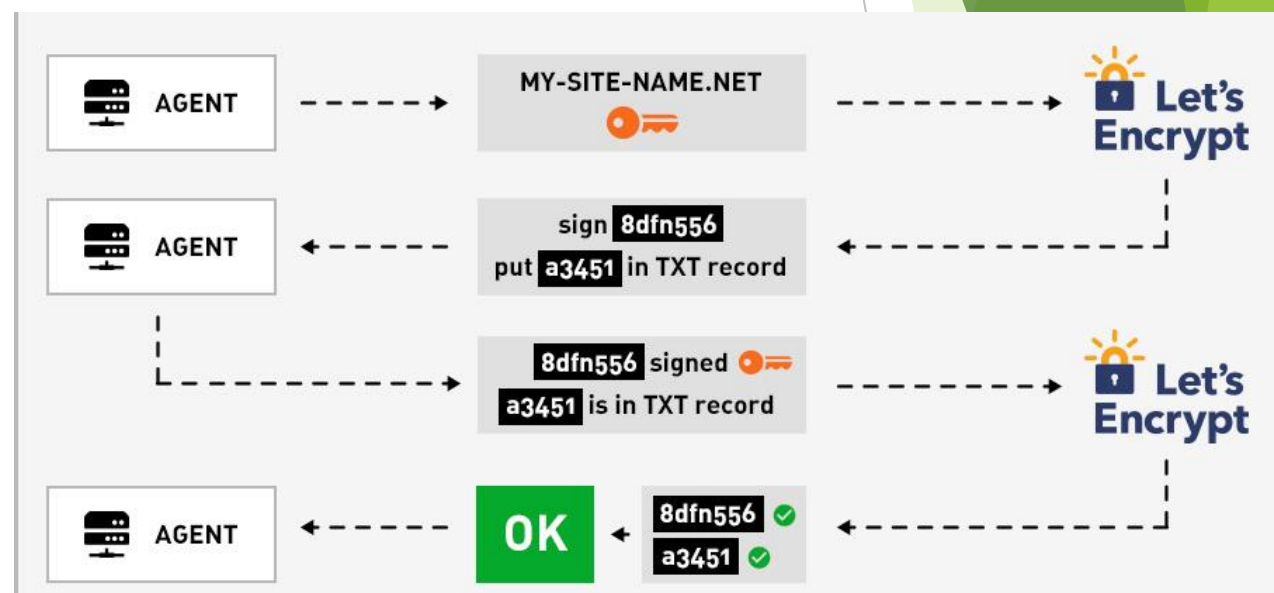 AGENT
MY-SITE-NAME.NET
Let's
Encrypt
AGENT
sign 8dfn556
put a3451 in TXT record
8dfn556 signed
a3451 is in TXT record
Let's
Encrypt
AGENT
OK
8dfn556
a3451